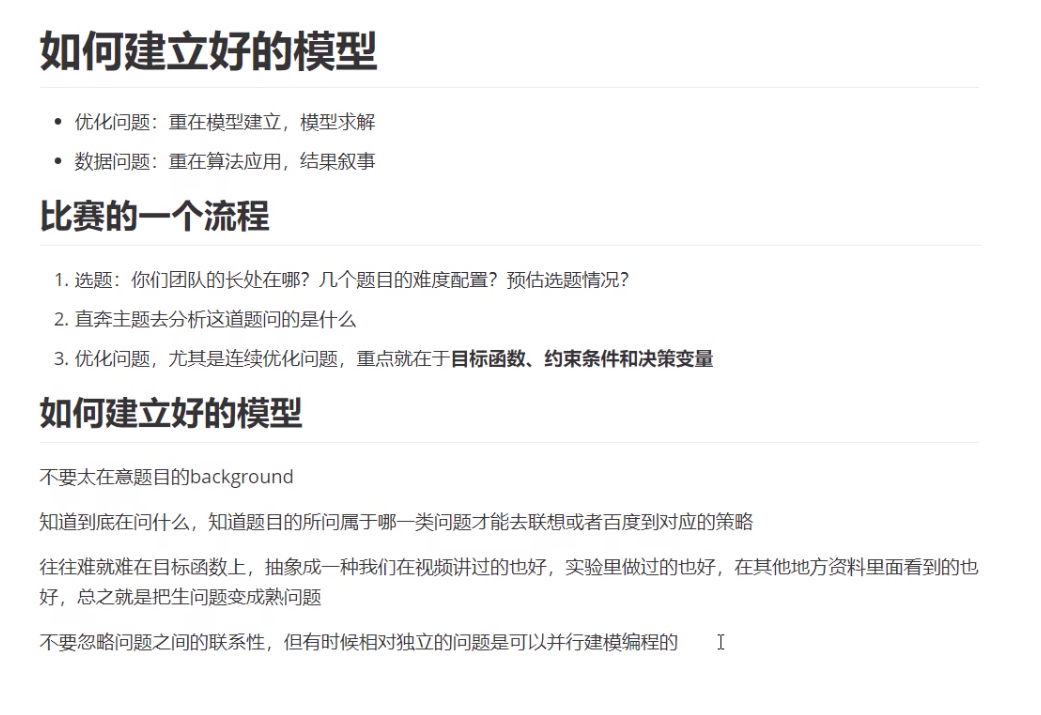 如何建立好的模型
• 优化问题：重在模型建立，模型求解
• 数据问题：重在算法应用，结果叙事
比赛的一个流程
1. 选题：你们团队的长处在哪？几个题目的难度配置？预估选题情况？
2. 直奔主题去分析这道题问的是什么
3. 优化问题，尤其是连续优化问题，重点就在于目标函数、约束条件和决策变量
如何建立好的模型
不要太在意题目的background
知道到底在问什么，知道题目的所问属于哪一类问题才能去联想或者百度到对应的策略
往往难就难在目标函数上，抽象成一种我们在视频讲过的也好，实验里做过的也好，在其他地方资料里面看到的也
好，总之就是把生问题变成熟问题
不要忽略问题之间的联系性，但有时候相对独立的问题是可以并行建模编程的